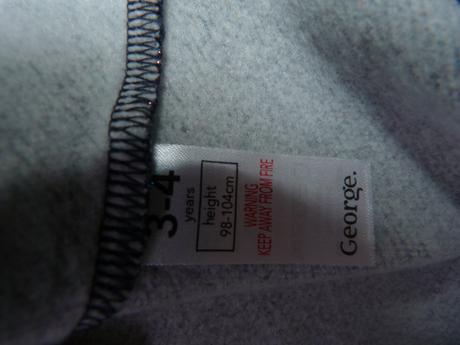 3-4
years
height
98-104cm
WARNING
KEEP AWAY FROM FIRE
George.